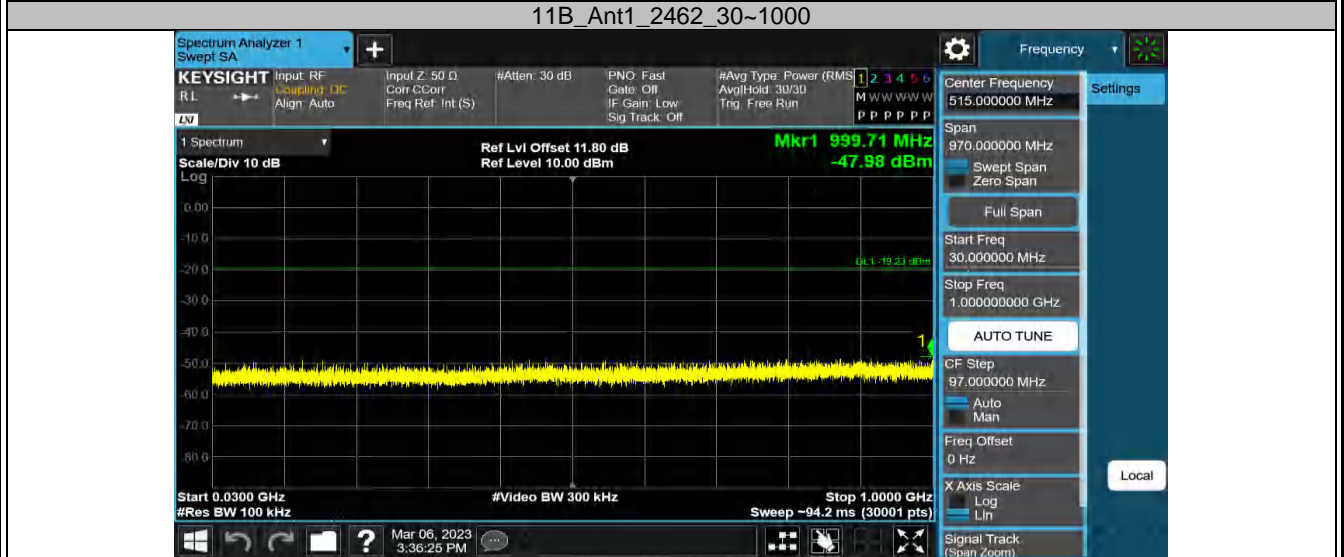 11B_Ant1_2462_30~1000
Spectrum Analyzer 1
Swept SA
+
Frequency
KEYSIGHT
RL
LXI
Input: RF
Coupling: DC
Align: Auto
Input Z: 50 Ω
Corr CCorr
Freq Ref: Int (S)
#Atten: 30 dB
PNO: Fast
Gate: Off
IF Gain: Low
Sig Track: Off
#Avg Type: Power (RMS
Avg|Hold: 30/30
Trig: Free Run
1 2 3 4 5 6
M W W W W W
P P P P P P
1 Spectrum
Scale/Div 10 dB
Log
Ref Lvl Offset 11.80 dB
Ref Level 10.00 dBm
Mkr1 999.71 MHz
-47.98 dBm
0.00
-10.0
-20.0
-30.0
-40.0
-50.0
-60.0
-70.0
-80.0
DL1 -19.23 dBm
1
Start 0.0300 GHz
#Res BW 100 kHz
#Video BW 300 kHz
Stop 1.0000 GHz
Sweep ~94.2 ms (30001 pts)
Mar 06, 2023
3:36:25 PM
?
Center Frequency
515.000000 MHz
Settings
Span
970.000000 MHz
Swept Span
Zero Span
Full Span
Start Freq
30.000000 MHz
Stop Freq
1.000000000 GHz
AUTO TUNE
CF Step
97.000000 MHz
Auto
Man
Freq Offset
0 Hz
X Axis Scale
Log
Lin
Local
Signal Track
(Span Zoom)